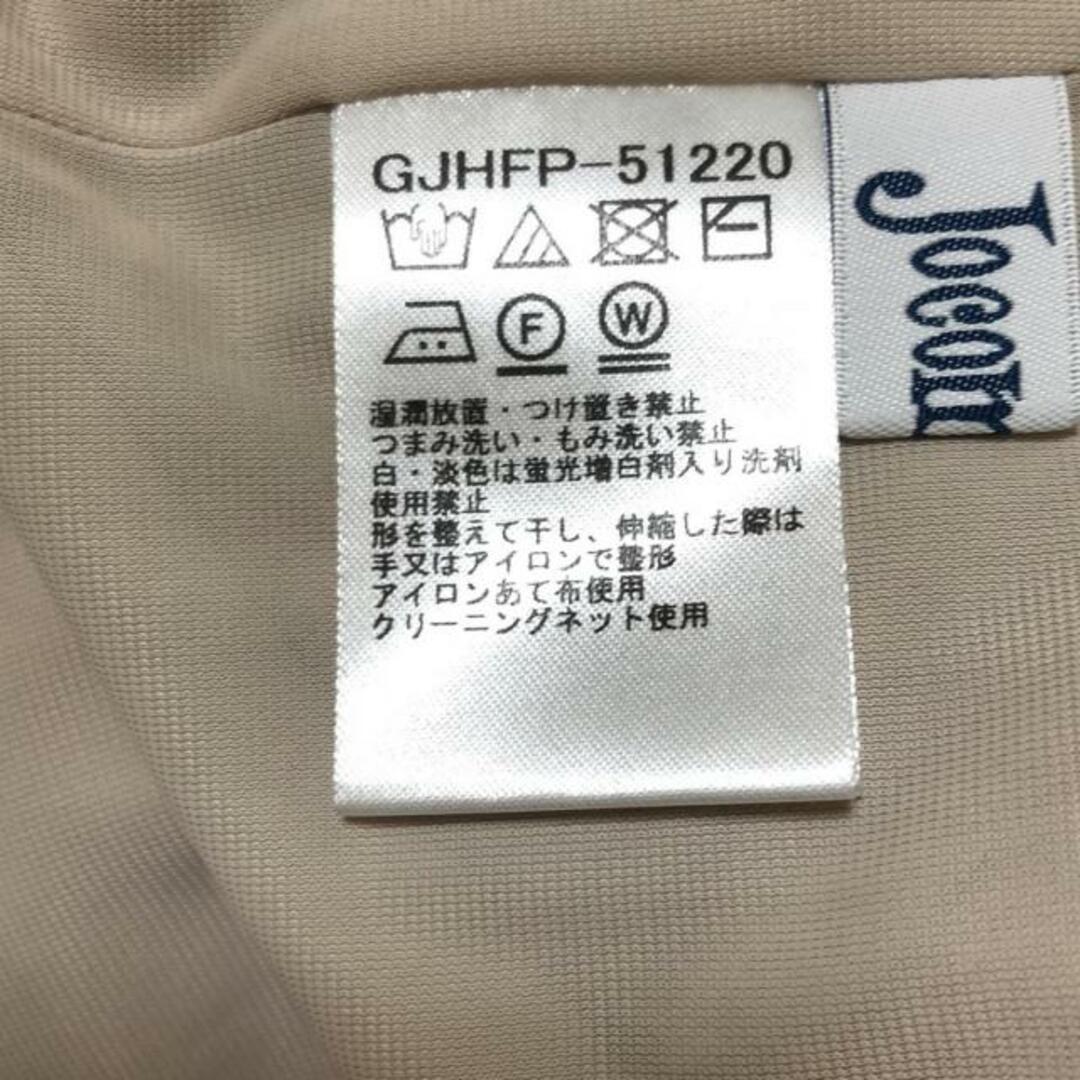 GJHFP-51220
F W
湿潤放置・つけ置き禁止
つまみ洗い・もみ洗い禁止
白・淡色は蛍光増白剤入り洗剤
使用禁止
形を整えて干し、伸縮した際は
手又はアイロンで整形
アイロンあて布使用
クリーニングネット使用